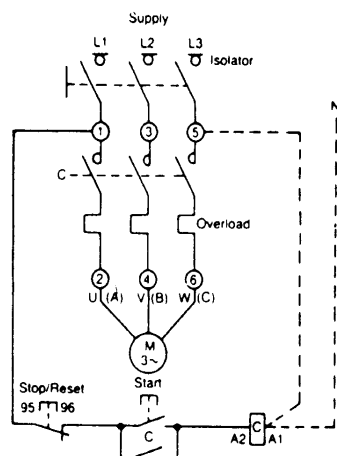 Supply
L1 L2 L3
Isolator
N
1 3 5
C
Overload
2 4 6
U (A) V (B) W (C)
M
3~
Stop/Reset
Start
95 96
C
C
A2 A1